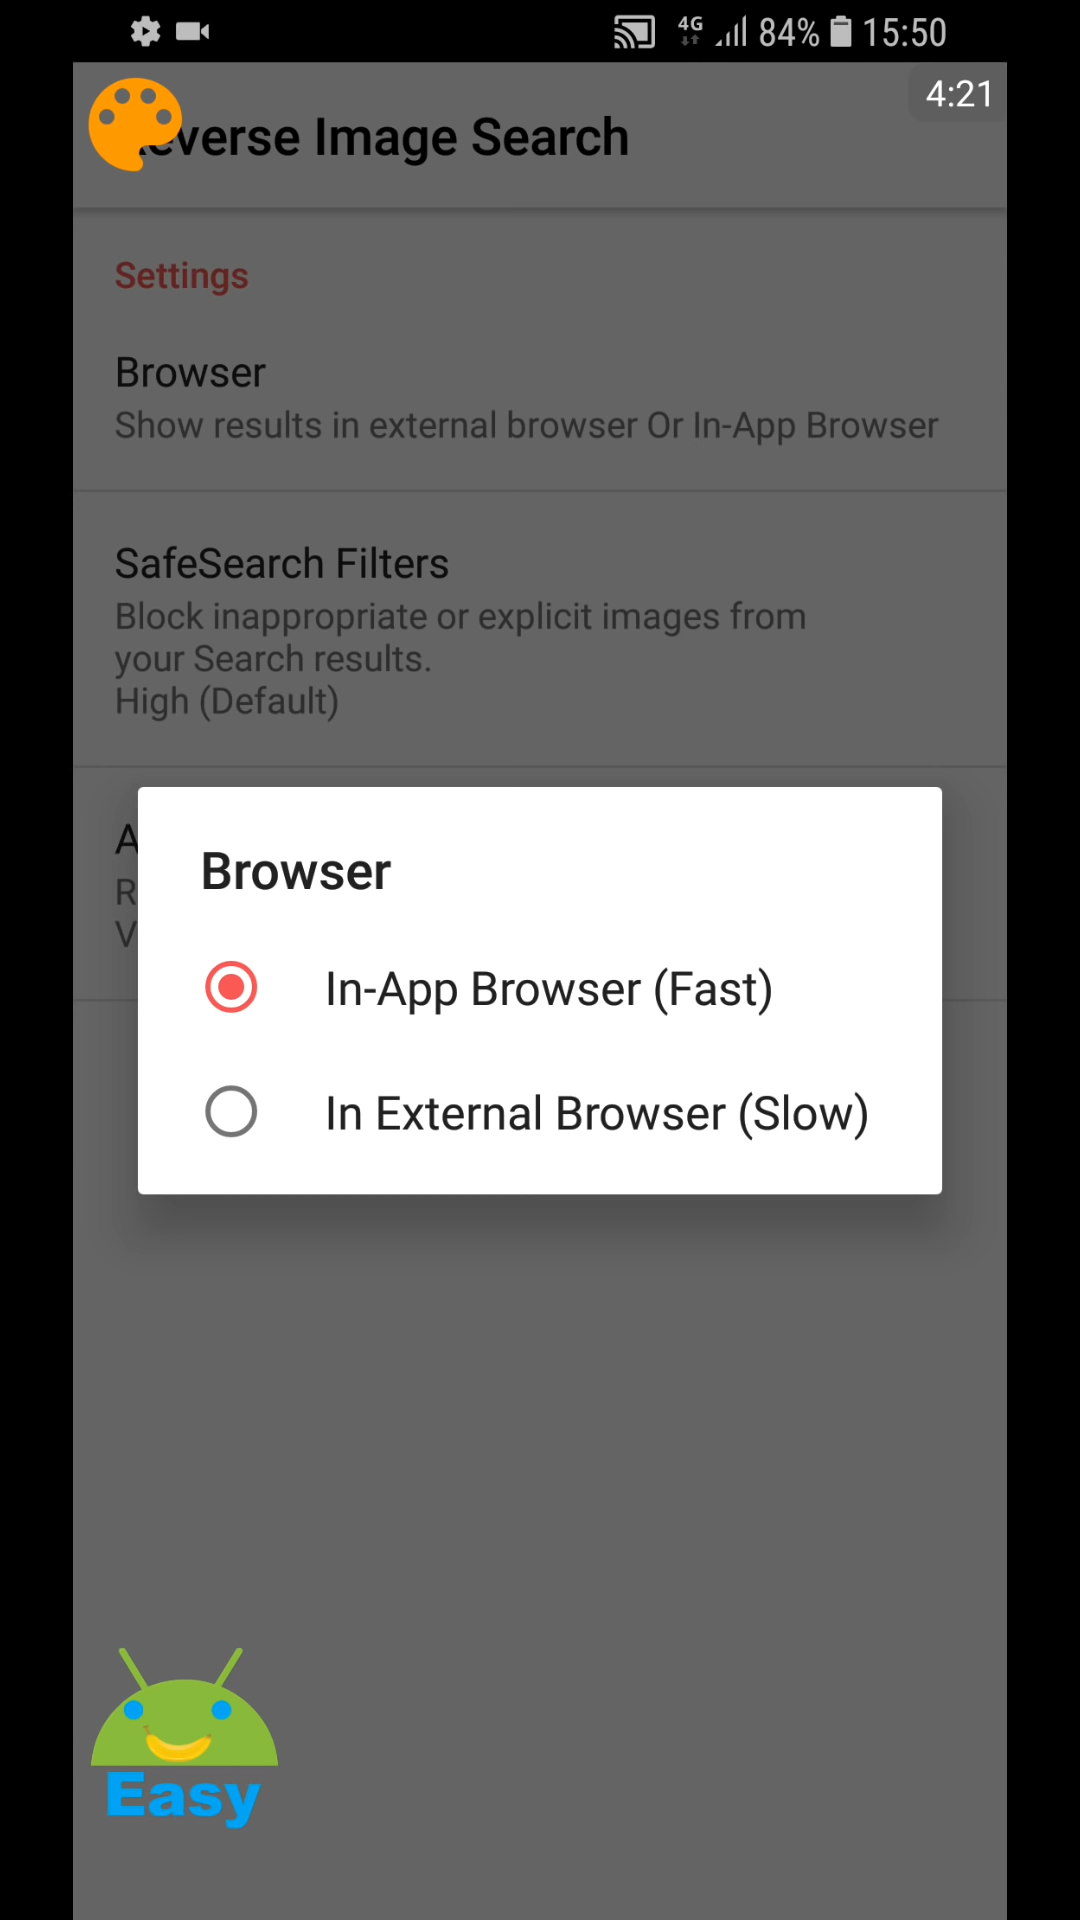 4G 84% 15:50
4:21
everse Image Search
Settings
Browser
Show results in external browser Or In-App Browser
SafeSearch Filters
Block inappropriate or explicit images from
your Search results.
High (Default)
A
R
V
Browser
In-App Browser (Fast)
In External Browser (Slow)
Easy